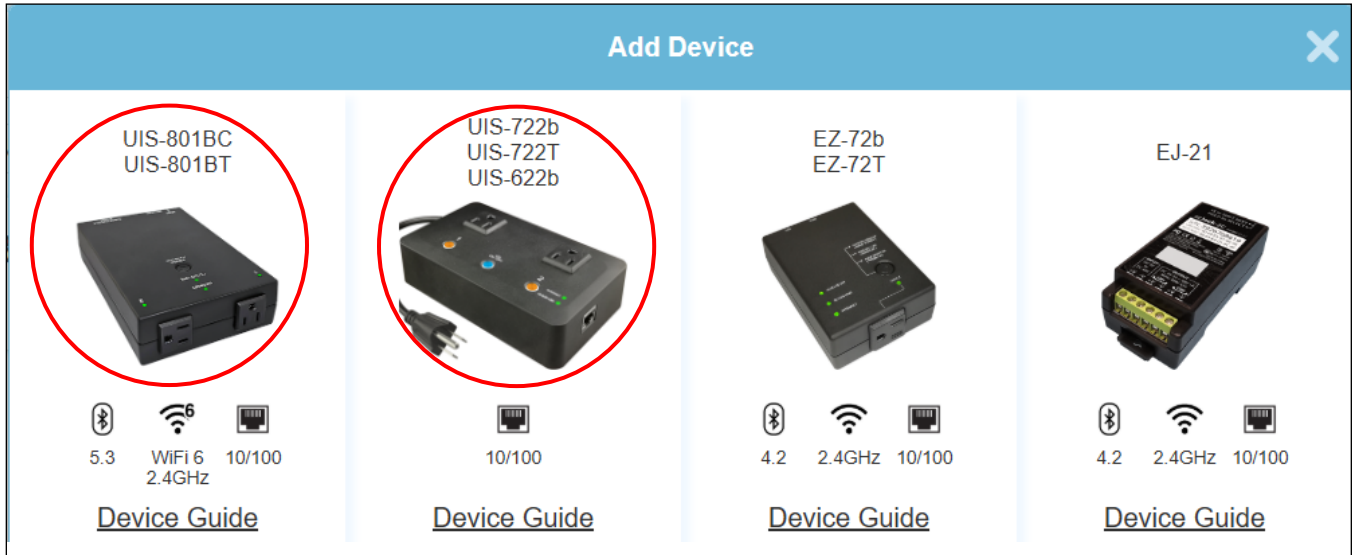 Add Device
UIS-801BC
UIS-801BT
5.3
WiFi 6
2.4GHz
10/100
Device Guide
UIS-722b
UIS-722T
UIS-622b
10/100
Device Guide
EZ-72b
EZ-72T
4.2
2.4GHz
10/100
Device Guide
EJ-21
4.2
2.4GHz
10/100
Device Guide